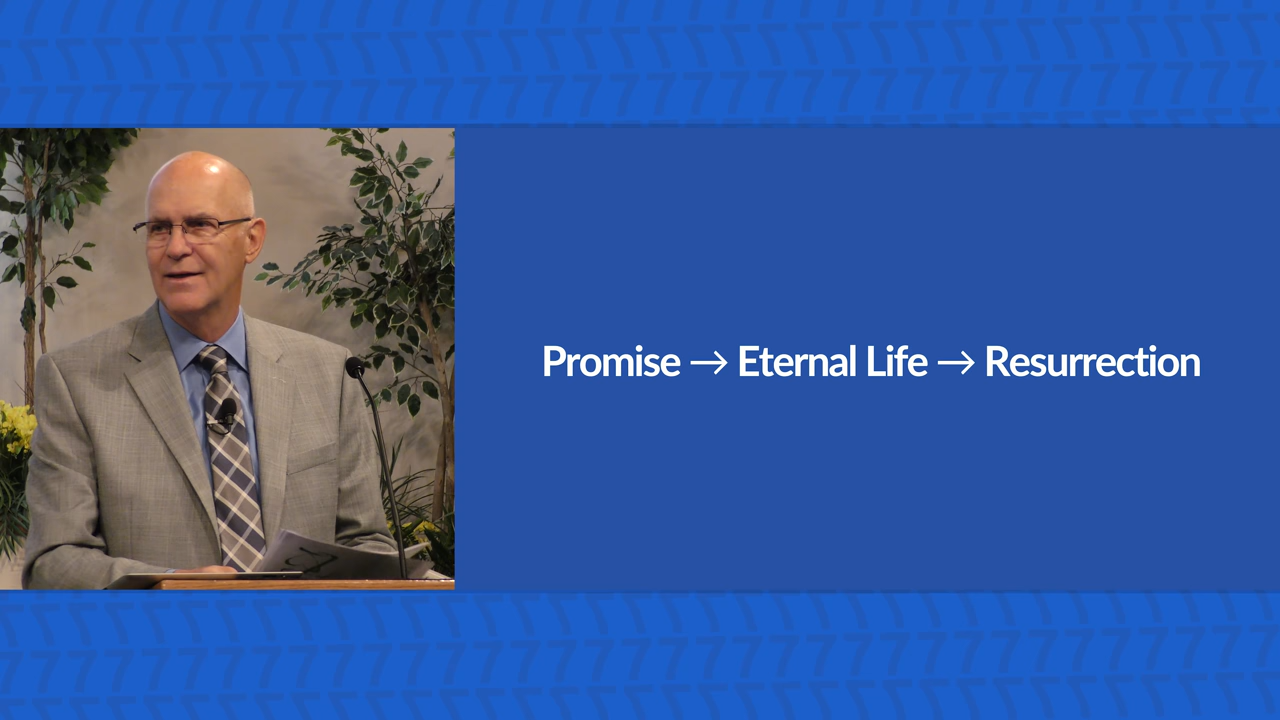 Promise → Eternal Life → Resurrection